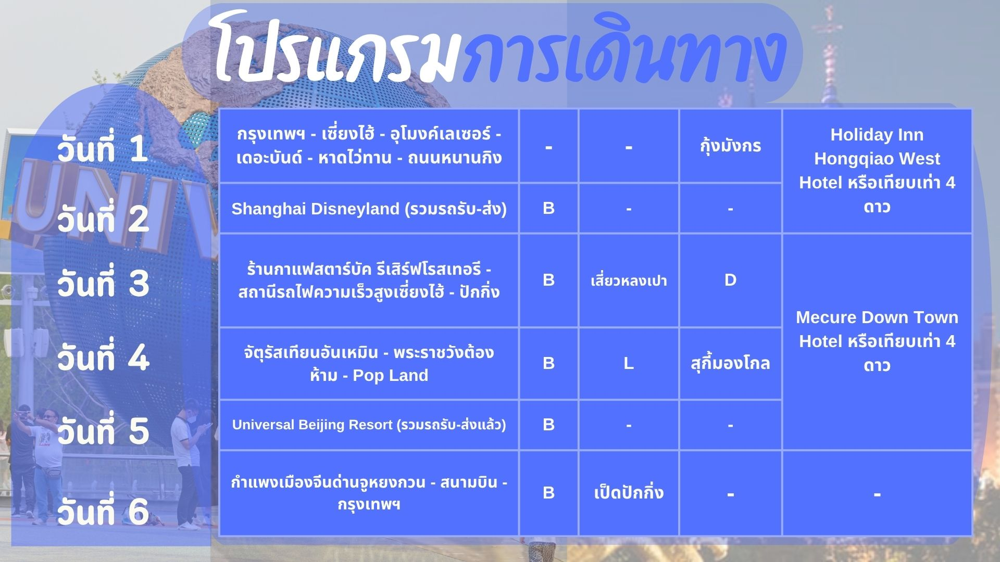 โปรแกรมการเดินทาง
วันที่ 1
กรุงเทพฯ - เซี่ยงไฮ้ - อุโมงค์เลเซอร์ -
เดอะบันด์ - หาดไว่ทาน - ถนนหนานกิง
-
-
กุ้งมังกร
Holiday Inn
Hongqiao West
Hotel หรือเทียบเท่า 4
ดาว
วันที่ 2
Shanghai Disneyland (รวมรถรับ-ส่ง)
B
-
-
วันที่ 3
ร้านกาแฟสตาร์บัค รีเสิร์ฟโรสเทอรี -
สถานีรถไฟความเร็วสูงเซี่ยงไฮ้ - ปักกิ่ง
B
เสี่ยวหลงเปา
D
Mecure Down Town
Hotel หรือเทียบเท่า 4
ดาว
วันที่ 4
จัตุรัสเทียนอันเหมิน - พระราชวังต้อง
ห้าม - Pop Land
B
L
สุกี้มองโกล
วันที่ 5
Universal Beijing Resort (รวมรถรับ-ส่งแล้ว)
B
-
-
วันที่ 6
กำแพงเมืองจีนด่านจูหยงกวน - สนามบิน -
กรุงเทพฯ
B
เป็ดปักกิ่ง
-
-
UNIV